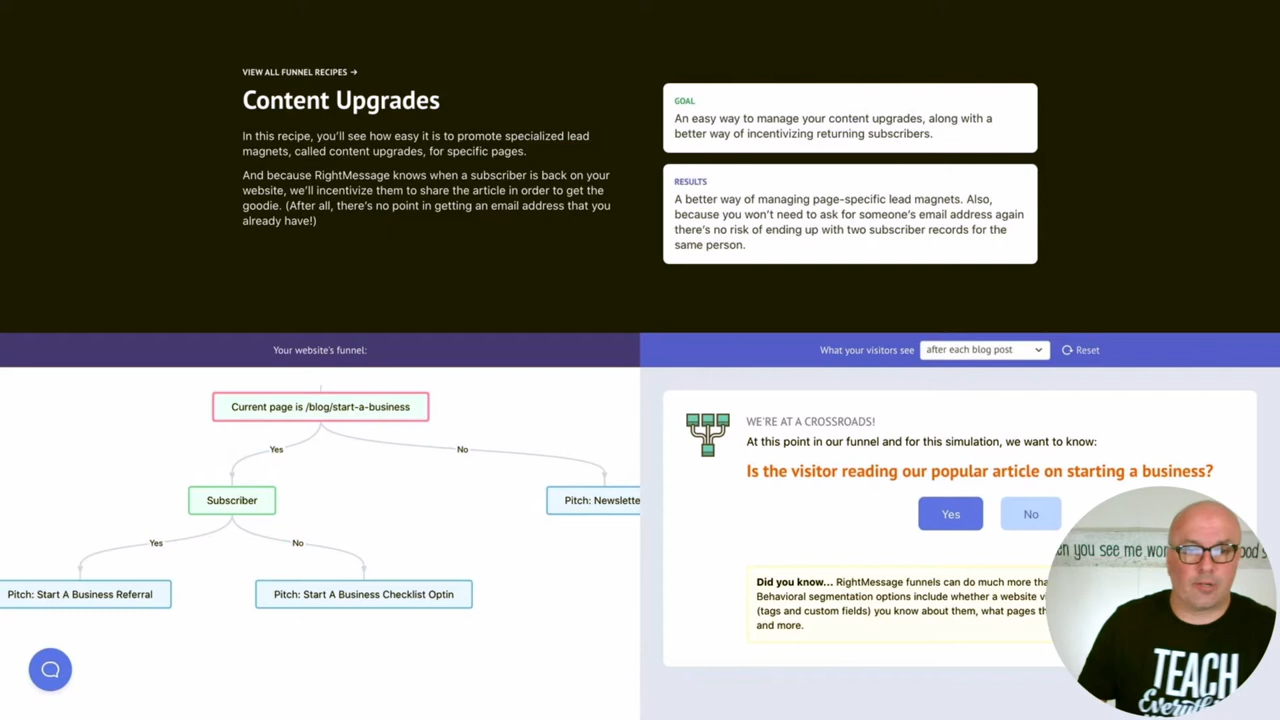 VIEW ALL FUNNEL RECIPES →
Content Upgrades
In this recipe, you'll see how easy it is to promote specialized lead
magnets, called content upgrades, for specific pages.
And because RightMessage knows when a subscriber is back on your
website, we'll incentivize them to share the article in order to get the
goodie. (After all, there's no point in getting an email address that you
already have!)
GOAL
An easy way to manage your content upgrades, along with a
better way of incentivizing returning subscribers.
RESULTS
A better way of managing page-specific lead magnets. Also,
because you won't need to ask for someone's email address again
there's no risk of ending up with two subscriber records for the
same person.
Your website's funnel:
Current page is /blog/start-a-business
Yes
No
Subscriber
Pitch: Newslette
Yes
No
Pitch: Start A Business Referral
Pitch: Start A Business Checklist Optin
What your visitors see
after each blog post
Reset
WE'RE AT A CROSSROADS!
At this point in our funnel and for this simulation, we want to know:
Is the visitor reading our popular article on starting a business?
Yes
No
Did you know... RightMessage funnels can do much more tha
Behavioral segmentation options include whether a website v
(tags and custom fields) you know about them, what pages th
and more.
you see me
TEACH